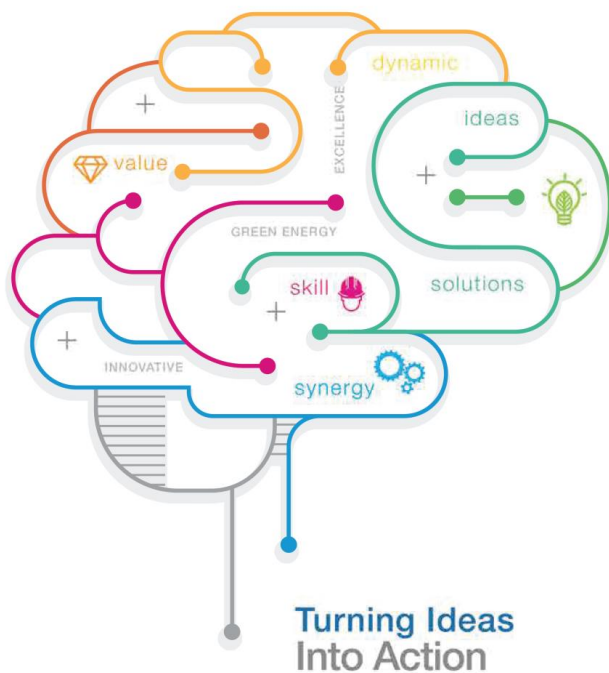 dynamic
EXCELLENCE
ideas
value
GREEN ENERGY
skill
solutions
INNOVATIVE
synergy
Turning Ideas
Into Action